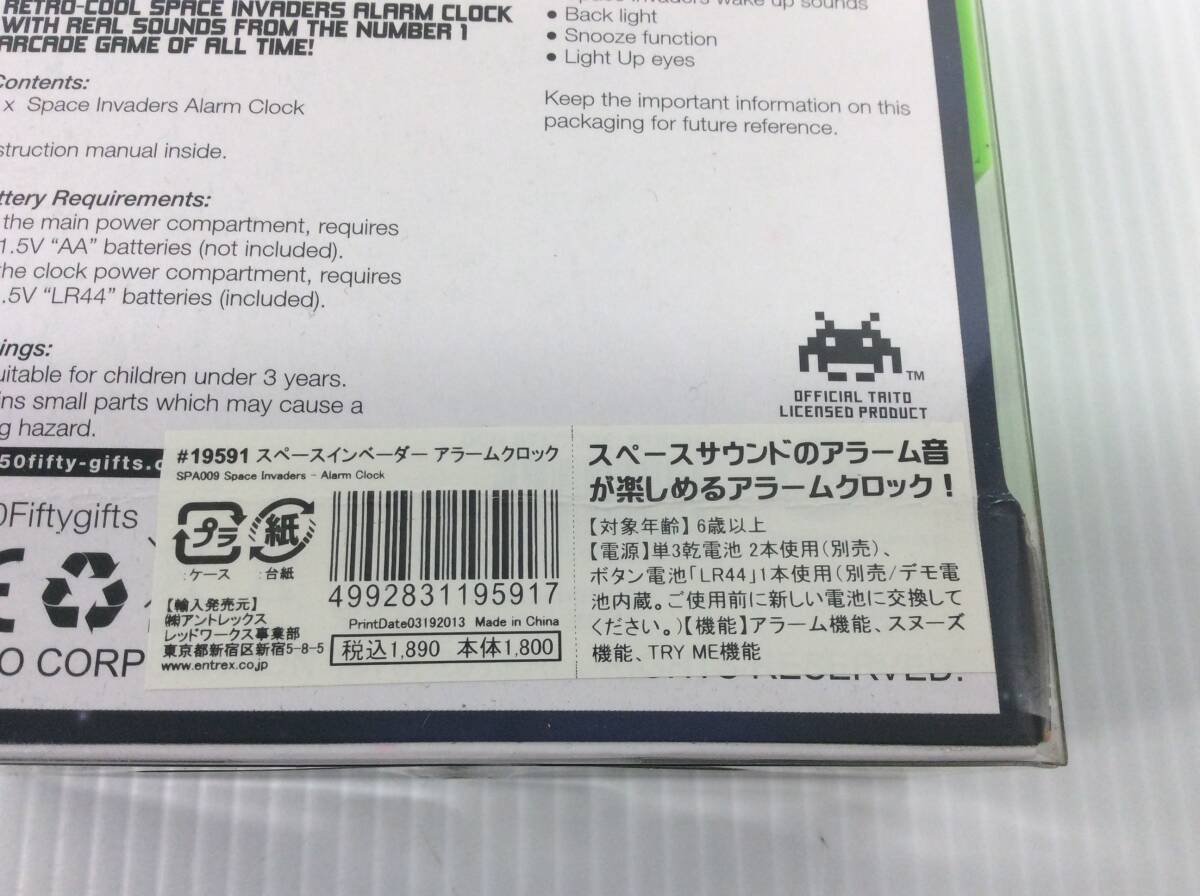 RETRO-COOL SPACE INVADERS ALARM CLOCK
WITH REAL SOUNDS FROM THE NUMBER 1
ARCADE GAME OF ALL TIME!
Contents:
x Space Invaders Alarm Clock
struction manual inside.
ttery Requirements:
the main power compartment, requires
1.5V “AA” batteries (not included).
the clock power compartment, requires
.5V “LR44” batteries (included).
ings:
uitable for children under 3 years.
ins small parts which may cause a
g hazard.
50fifty-gifts.c
0Fiftygifts
O CORP
space Invaders wake up sounds
• Back light
• Snooze function
• Light Up eyes
Keep the important information on this
packaging for future reference.
TM
OFFICIAL TAITO
LICENSED PRODUCT
#19591 スペースインベーダー アラームクロック
SPA009 Space Invaders - Alarm Clock
プラ
:ケース
紙
:台紙
4992831195917
PrintDate03192013 Made in China
【輸入発売元】
㈱アントレックス
レッドワークス事業部
東京都新宿区新宿5-8-5
www.entrex.co.jp
税込1,890 本体1,800
スペースサウンドのアラーム音
が楽しめるアラームクロック!
【対象年齢】6歳以上
【電源】単3乾電池 2本使用(別売)、
ボタン電池「LR44」1本使用(別売/デモ電
池内蔵。ご使用前に新しい電池に交換して
ください。)【機能】アラーム機能、スヌーズ
機能、TRY ME機能
RESERVED.